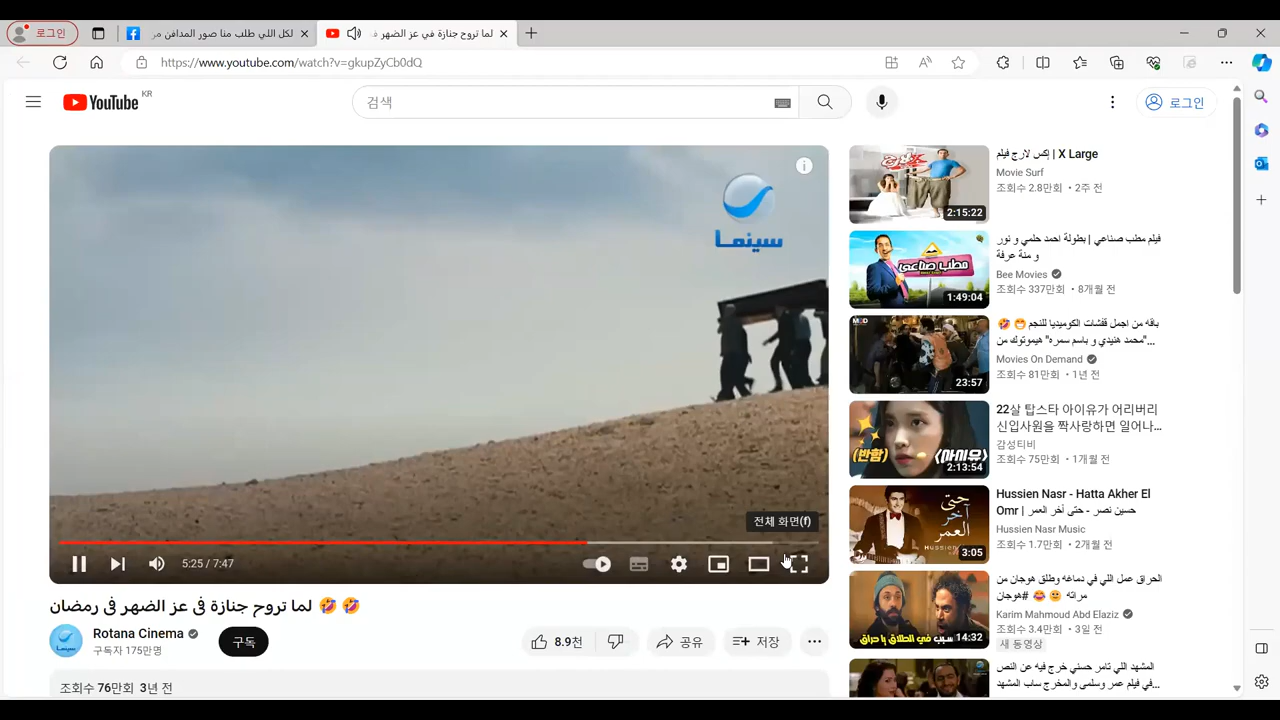 로그인
لكل اللي طلب منا صور المدافن مر
لما تروح جنازة في عز الضهر ف
https://www.youtube.com/watch?v=gkupZyCb0dQ
YouTube KR
검색
로그인
سينما
전체 화면(f)
5:25 / 7:47
لما تروح جنازة فى عز الضهر فى رمضان 🤣 🤣
Rotana Cinema
구독자 175만명
구독
8.9천
공유
저장
조회수 76만회 3년 전
إكس لارج فيلم | X Large
Movie Surf
조회수 2.8만회 • 2주 전
2:15:22
فيلم مطب صناعي | بطولة احمد حلمي و نور
و منة عرفة
Bee Movies
조회수 337만회 • 8개월 전
مطب صناعي
1:49:04
باقه من اجمل قفشات الكوميديا للنجم 😁 🤣
"محمد هنيدي و باسم سمره" هيموتوك من...
Movies On Demand
조회수 81만회 • 1년 전
23:57
22살 탑스타 아이유가 어리버리
신입사원을 짝사랑하면 일어나...
감성티비
조회수 75만회 • 1개월 전
(반함) 〈아이유〉
2:13:54
Hussien Nasr - Hatta Akher El
Omr | حسين نصر - حتى أخر العمر
Hussien Nasr Music
조회수 1.7만회 • 2개월 전
حتى
آخر
العمر
3:05
الحراق عمل اللي في دماغه وطلق هوجان من
مراته 🙂 😂 #هوجان
Karim Mahmoud Abd Elaziz
조회수 3.4만회 • 3일 전
새 동영상
سبب في الطلاق يا حراق
14:32
المشهد اللي تامر حسني خرج فيه عن النص
في فيلم عمر وسلمى والمخرج ساب المشهد...